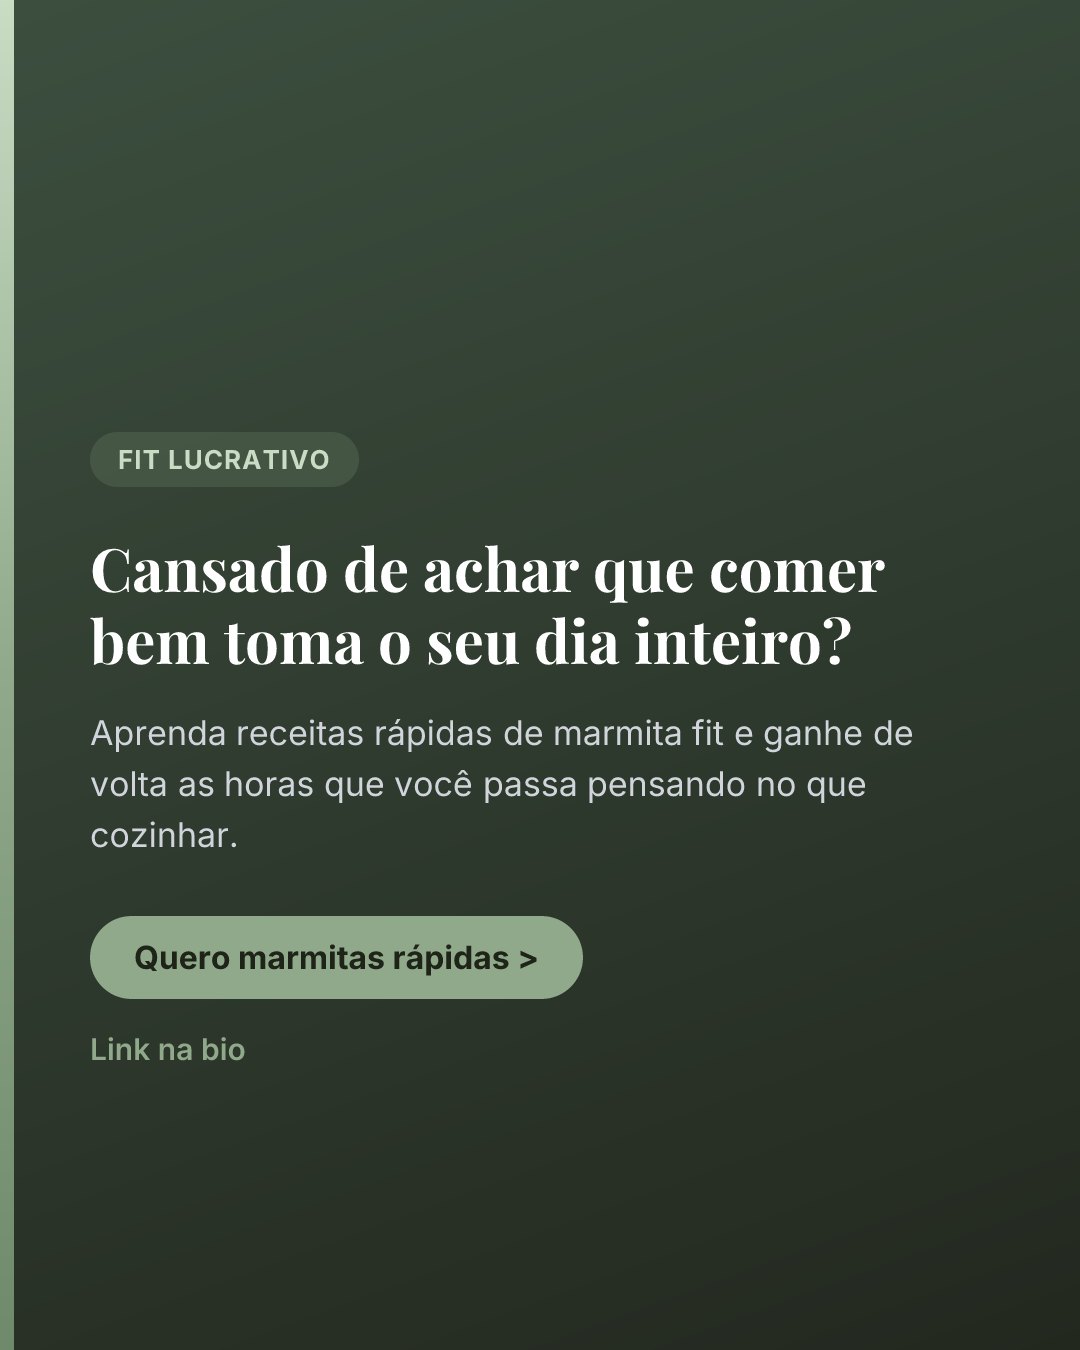 FIT LUCRATIVO
Cansado de achar que comer
bem toma o seu dia inteiro?
Aprenda receitas rápidas de marmita fit e ganhe de
volta as horas que você passa pensando no que
cozinhar.
Quero marmitas rápidas >
Link na bio